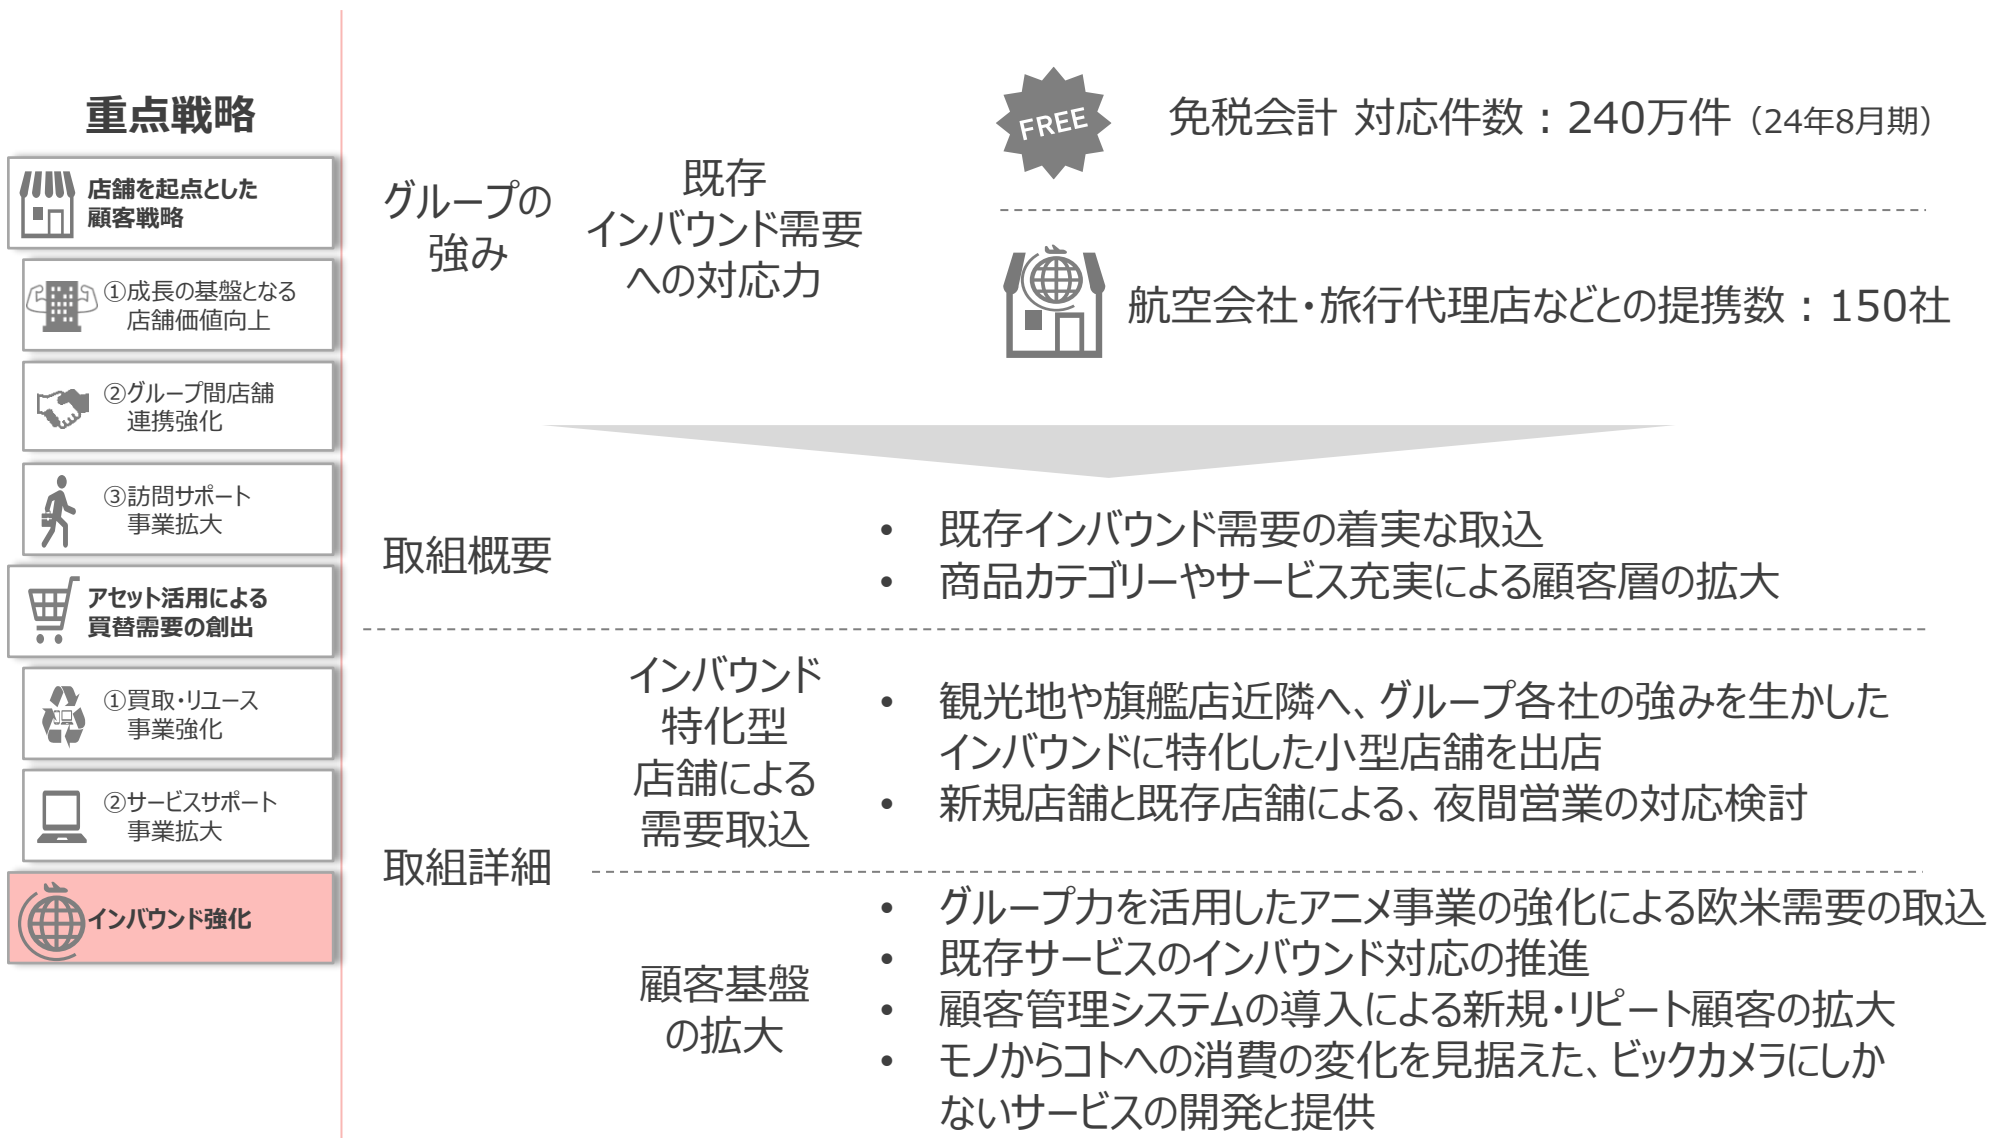 重点戦略
店舗を起点とした
顧客戦略
①成長の基盤となる
店舗価値向上
②グループ間店舗
連携強化
③訪問サポート
事業拡大
アセット活用による
買替需要の創出
①買取・リユース
事業強化
②サービスサポート
事業拡大
インバウンド強化
グループの
強み
既存
インバウンド需要
への対応力
FREE
免税会計 対応件数：240万件（24年8月期）
航空会社・旅行代理店などとの提携数：150社
取組概要
• 既存インバウンド需要の着実な取込
• 商品カテゴリーやサービス充実による顧客層の拡大
取組詳細
インバウンド
特化型
店舗による
需要取込
• 観光地や旗艦店近隣へ、グループ各社の強みを生かした
インバウンドに特化した小型店舗を出店
• 新規店舗と既存店舗による、夜間営業の対応検討
顧客基盤
の拡大
• グループ力を活用したアニメ事業の強化による欧米需要の取込
• 既存サービスのインバウンド対応の推進
• 顧客管理システムの導入による新規・リピート顧客の拡大
• モノからコトへの消費の変化を見据えた、ビックカメラにしか
ないサービスの開発と提供